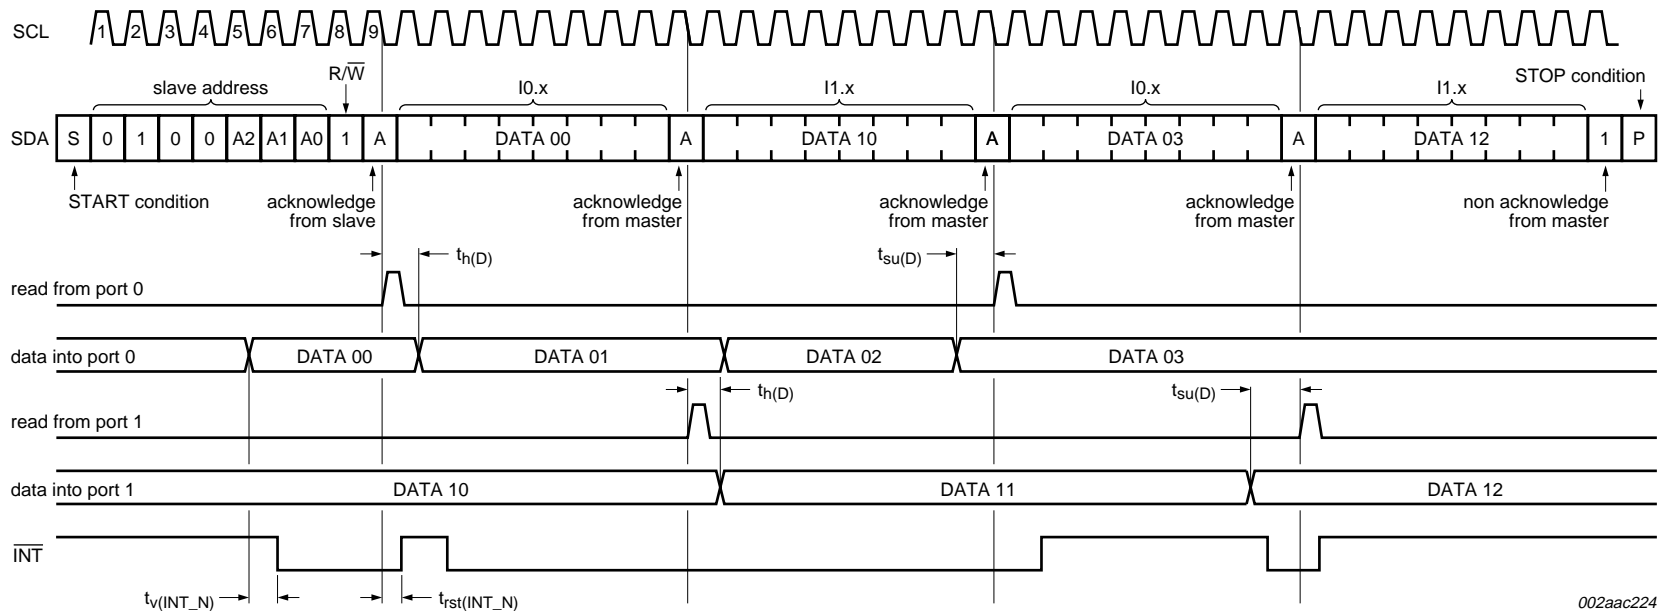 SCL 1 2 3 4 5 6 7 8 9
R/W
slave address I0.x I1.x I0.x I1.x STOP condition
SDA S 0 1 0 0 A2 A1 A0 1 A DATA 00 A DATA 10 A DATA 03 A DATA 12 1 P
START condition acknowledge acknowledge acknowledge acknowledge non acknowledge
from slave from master from master from master from master
th(D) tsu(D)
read from port 0
data into port 0 DATA 00 DATA 01 DATA 02 DATA 03
th(D) tsu(D)
read from port 1
data into port 1 DATA 10 DATA 11 DATA 12
INT
tv(INT_N) trst(INT_N)
002aac224